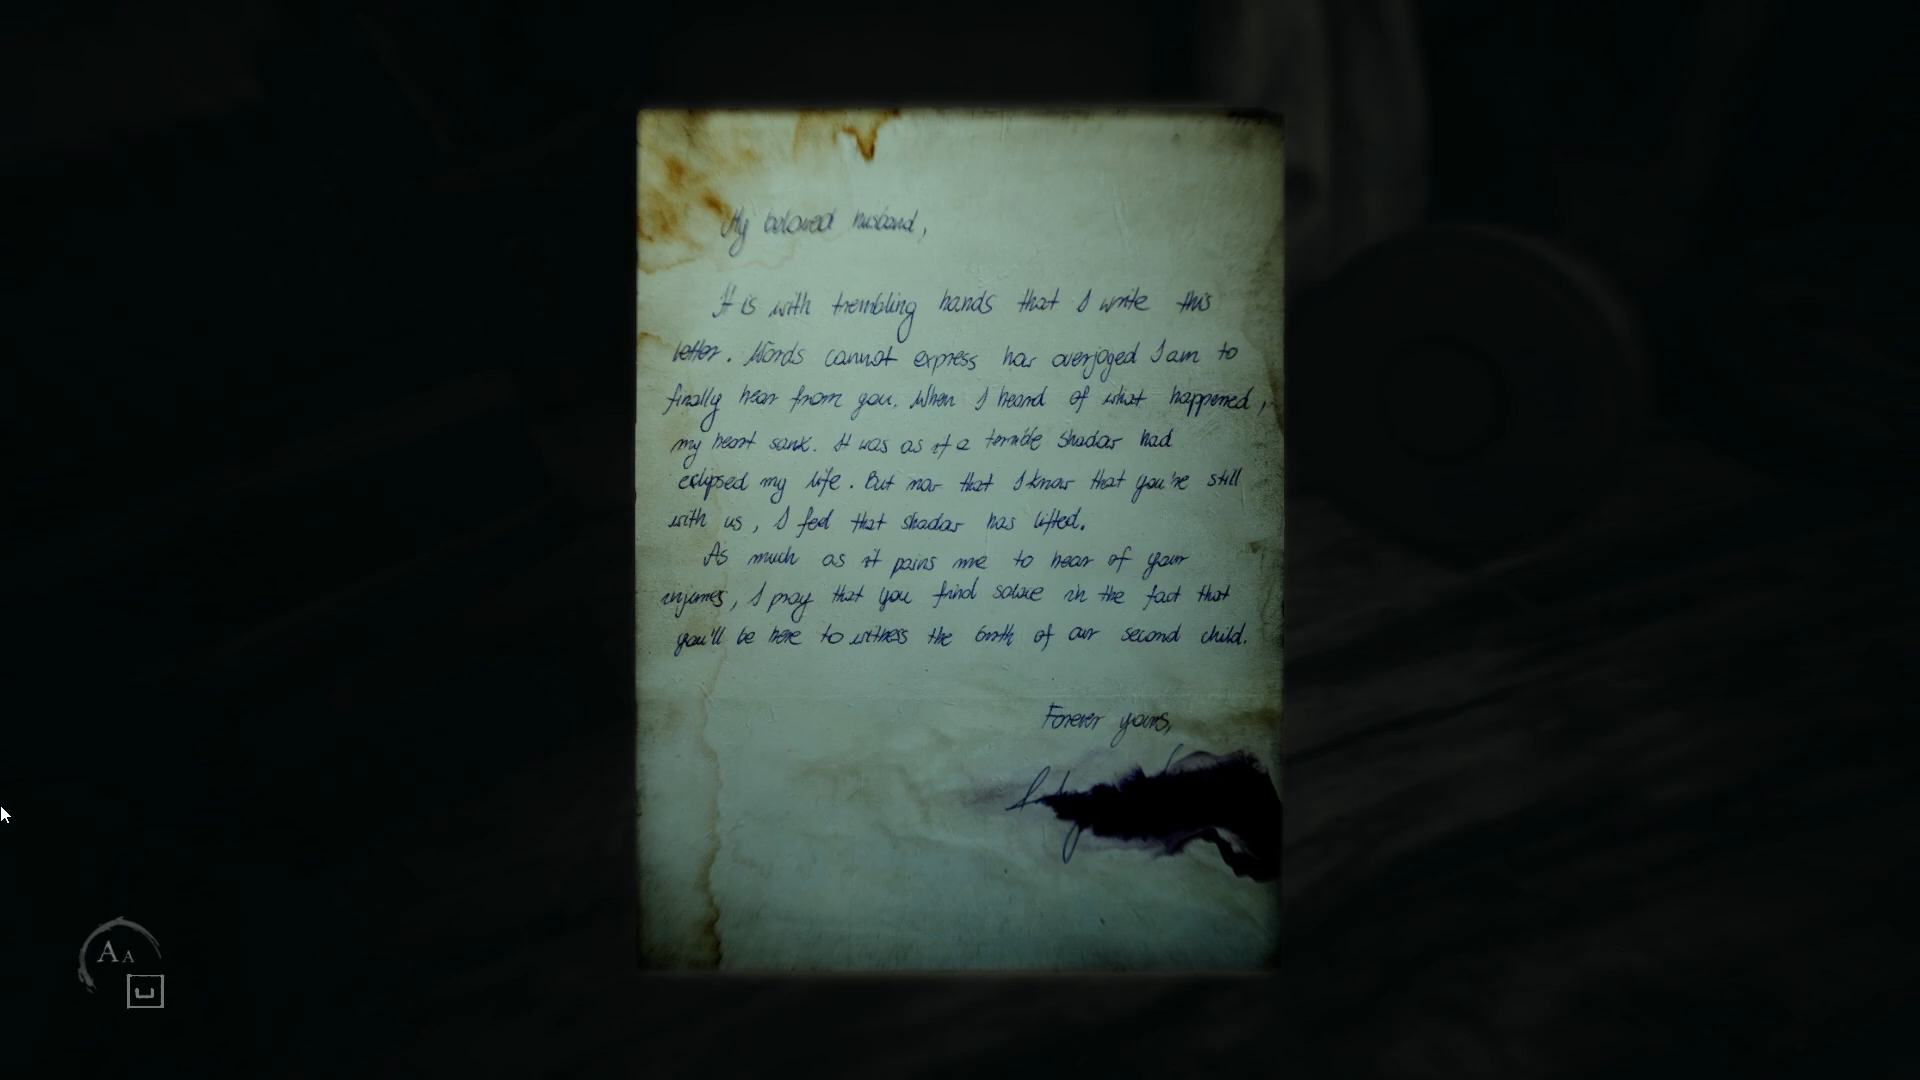 My beloved husband,
It is with trembling hands that I write this
letter. Words cannot express how overjoyed I am to
finally hear from you. When I heard of what happened,
my heart sank. It was as if a terrible shadow had
eclipsed my life. But now that I know that you're still
with us, I feel that shadow has lifted.
As much as it pains me to hear of your
injuries, I pray that you find solace in the fact that
you'll be here to witness the birth of our second child.
Forever yours,
AA